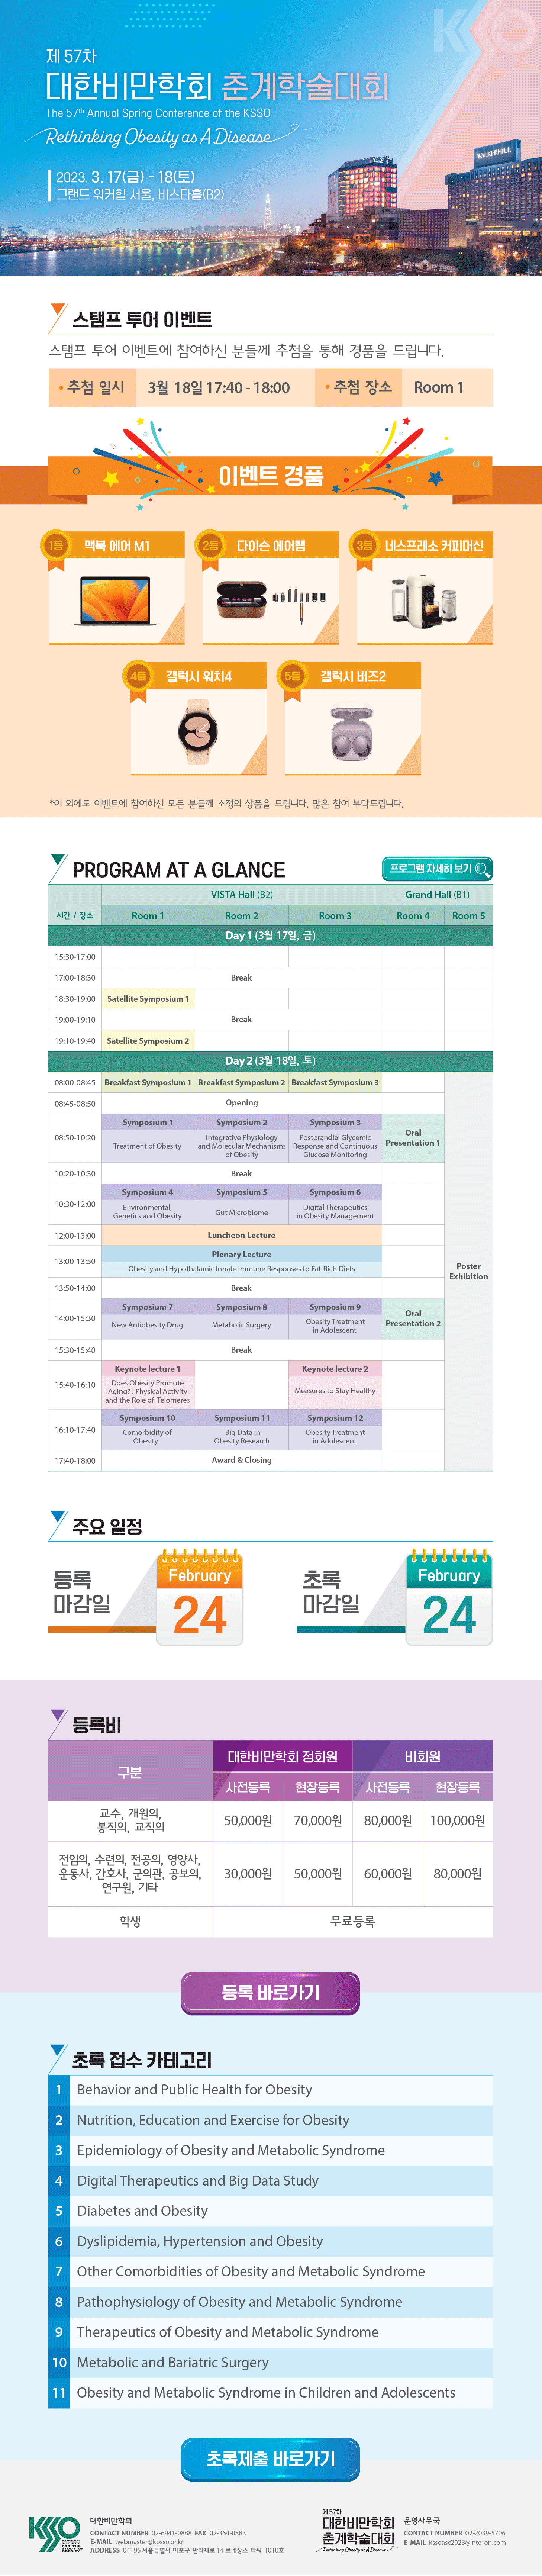 KSSO
제 57차
대한비만학회 춘계학술대회
The 57th Annual Spring Conference of the KSSO
Rethinking Obesity as A Disease
2023. 3. 17(금) - 18(토)
그랜드 워커힐 서울, 비스타홀(B2)
WALKERHILL
스탬프 투어 이벤트
스탬프 투어 이벤트에 참여하신 분들께 추첨을 통해 경품을 드립니다.
• 추첨 일시 3월 18일 17:40 - 18:00 • 추첨 장소 Room 1
이벤트 경품
1등 맥북 에어 M1
2등 다이슨 에어랩
3등 네스프레소 커피머신
4등 갤럭시 워치4
5등 갤럭시 버즈2
*이 외에도 이벤트에 참여하신 모든 분들께 소정의 상품을 드립니다. 많은 참여 부탁드립니다.
PROGRAM AT A GLANCE
프로그램 자세히 보기
VISTA Hall (B2) Grand Hall (B1)
시간 / 장소 Room 1 Room 2 Room 3 Room 4 Room 5
Day 1 (3월 17일, 금)
15:30-17:00
17:00-18:30 Break
18:30-19:00 Satellite Symposium 1
19:00-19:10 Break
19:10-19:40 Satellite Symposium 2
Day 2 (3월 18일, 토)
08:00-08:45 Breakfast Symposium 1 Breakfast Symposium 2 Breakfast Symposium 3
08:45-08:50 Opening
08:50-10:20
Symposium 1
Treatment of Obesity
Symposium 2
Integrative Physiology
and Molecular Mechanisms
of Obesity
Symposium 3
Postprandial Glycemic
Response and Continuous
Glucose Monitoring
Oral
Presentation 1
10:20-10:30 Break
10:30-12:00
Symposium 4
Environmental,
Genetics and Obesity
Symposium 5
Gut Microbiome
Symposium 6
Digital Therapeutics
in Obesity Management
12:00-13:00 Luncheon Lecture
13:00-13:50
Plenary Lecture
Obesity and Hypothalamic Innate Immune Responses to Fat-Rich Diets
Poster
Exhibition
13:50-14:00 Break
14:00-15:30
Symposium 7
New Antiobesity Drug
Symposium 8
Metabolic Surgery
Symposium 9
Obesity Treatment
in Adolescent
Oral
Presentation 2
15:30-15:40 Break
15:40-16:10
Keynote lecture 1
Does Obesity Promote
Aging? : Physical Activity
and the Role of Telomeres
Keynote lecture 2
Measures to Stay Healthy
16:10-17:40
Symposium 10
Comorbidity of
Obesity
Symposium 11
Big Data in
Obesity Research
Symposium 12
Obesity Treatment
in Adolescent
17:40-18:00 Award & Closing
주요 일정
등록
마감일
February
24
초록
마감일
February
24
등록비
구분 대한비만학회 정회원 비회원
사전등록 현장등록 사전등록 현장등록
교수, 개원의,
봉직의, 교직의
50,000원 70,000원 80,000원 100,000원
전임의, 수련의, 전공의, 영양사,
운동사, 간호사, 군의관, 공보의,
연구원, 기타
30,000원 50,000원 60,000원 80,000원
학생 무료등록
등록 바로가기
초록 접수 카테고리
1 Behavior and Public Health for Obesity
2 Nutrition, Education and Exercise for Obesity
3 Epidemiology of Obesity and Metabolic Syndrome
4 Digital Therapeutics and Big Data Study
5 Diabetes and Obesity
6 Dyslipidemia, Hypertension and Obesity
7 Other Comorbidities of Obesity and Metabolic Syndrome
8 Pathophysiology of Obesity and Metabolic Syndrome
9 Therapeutics of Obesity and Metabolic Syndrome
10 Metabolic and Bariatric Surgery
11 Obesity and Metabolic Syndrome in Children and Adolescents
초록제출 바로가기
KSSO
대한비만학회
CONTACT NUMBER 02-6941-0888 FAX 02-364-0883
E-MAIL webmaster@kosso.or.kr
ADDRESS 04195 서울특별시 마포구 만리재로 14 르네상스 타워 1010호
제 57차
대한비만학회
춘계학술대회
Rethinking Obesity as A Disease
운영사무국
CONTACT NUMBER 02-2039-5706
E-MAIL kssoasc2023@into-on.com